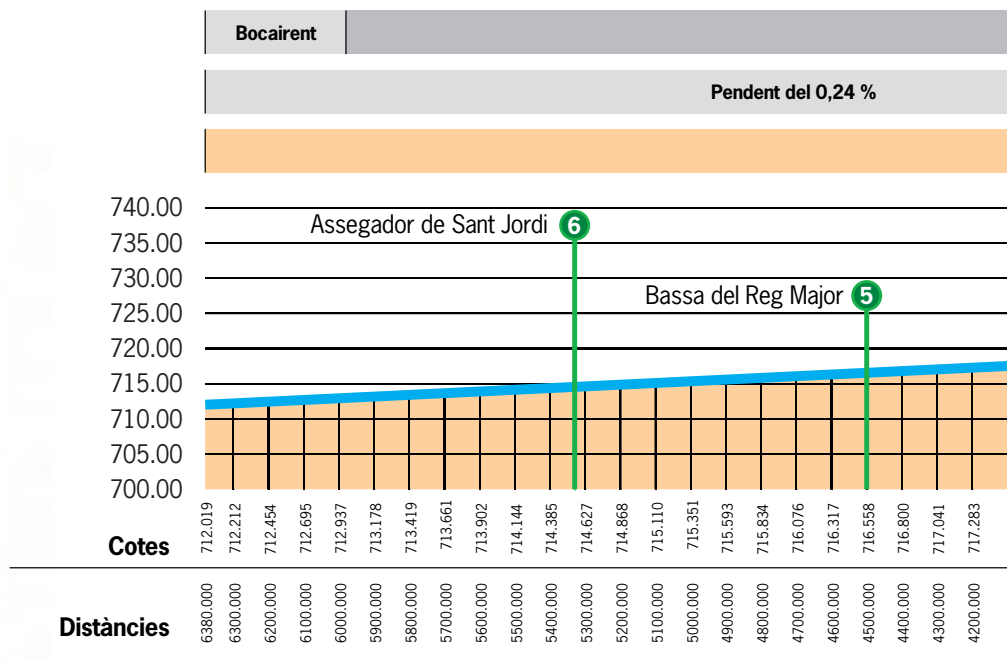 Bocairent
Pendent del 0,24 %
740.00
Assegador de Sant Jordi 6
735.00
730.00
Bassa del Reg Major 5
725.00
720.00
715.00
710.00
705.00
700.00
Cotes 712.019 712.212 712.454 712.695 712.937 713.178 713.419 713.661 713.902 714.144 714.385 714.627 714.868 715.110 715.351 715.593 715.834 716.076 716.317 716.558 716.800 717.041 717.283
Distàncies 6380.000 6300.000 6200.000 6100.000 6000.000 5900.000 5800.000 5700.000 5600.000 5500.000 5400.000 5300.000 5200.000 5100.000 5000.000 4900.000 4800.000 4700.000 4600.000 4500.000 4400.000 4300.000 4200.000